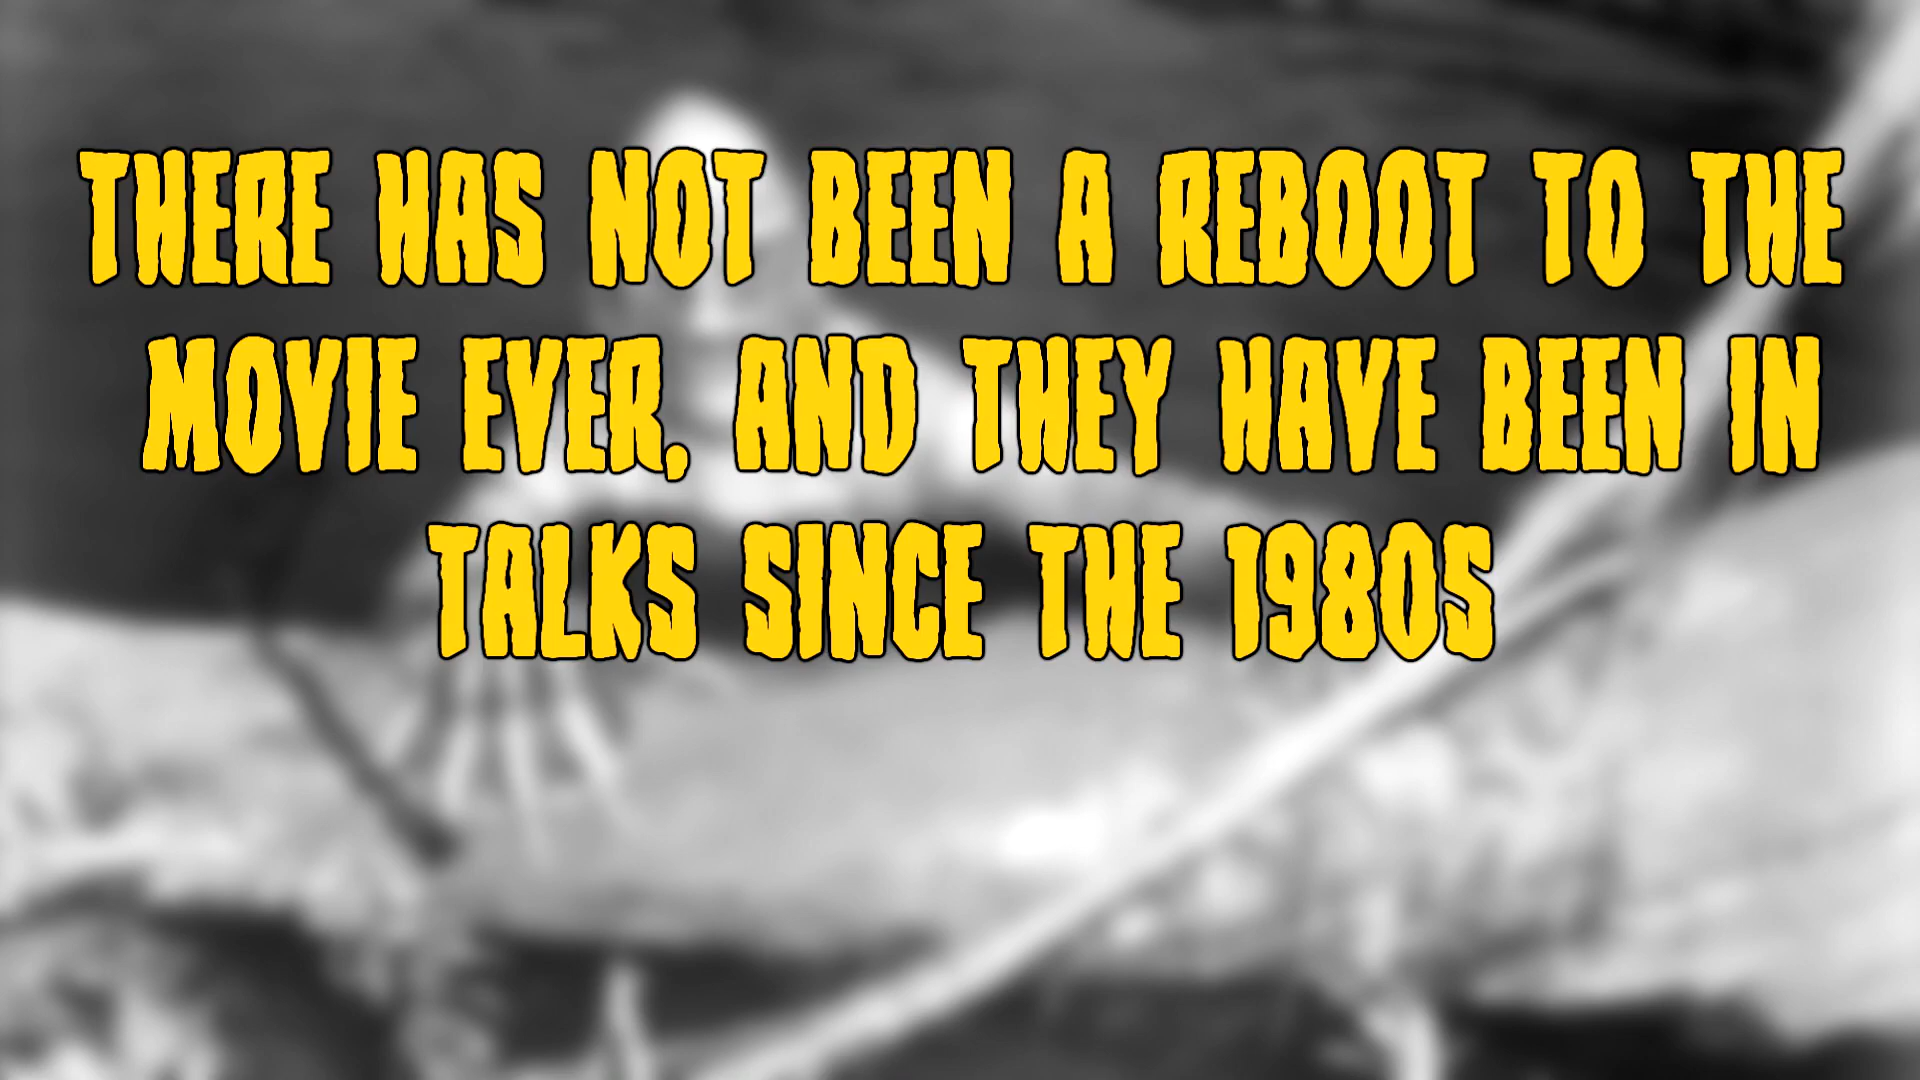 THERE HAS NOT BEEN A REBOOT TO THE
MOVIE EVER, AND THEY HAVE BEEN IN
TALKS SINCE THE 1980S